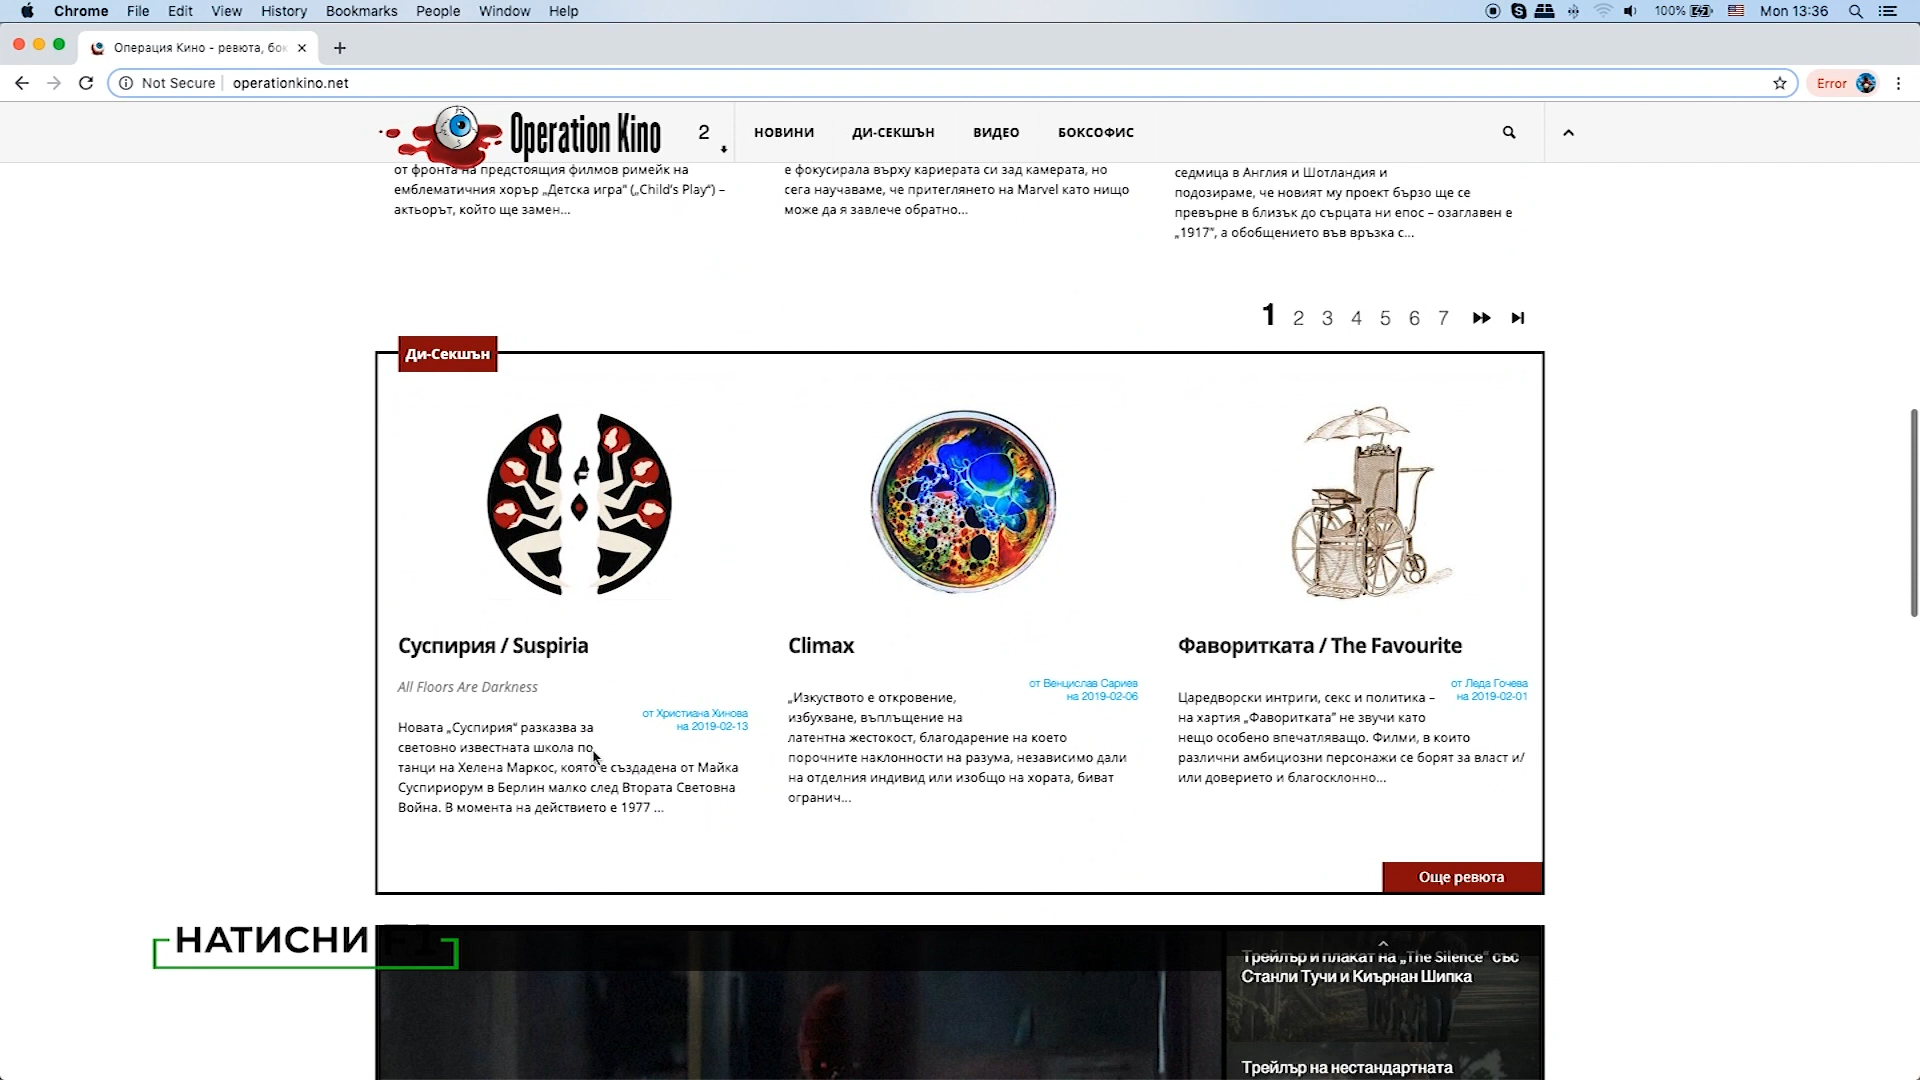 Chrome File Edit View History Bookmarks People Window Help
100% Mon 13:36
Операция Кино - ревюта, бок
Not Secure operationkino.net
Error
Operation Kino
2
НОВИНИ ДИ-СЕКШЪН ВИДЕО БОКСОФИС
от фронта на предстоящия филмов римейк на
емблематичния хорър „Детска игра“ („Child's Play“) –
актьорът, който ще замен...
е фокусирала върху кариерата си зад камерата, но
сега научаваме, че притеглянето на Marvel като нищо
може да я завлече обратно...
седмица в Англия и Шотландия и
подозираме, че новият му проект бързо ще се
превърне в близък до сърцата ни епос – озаглавен е
„1917“, а обобщението във връзка с...
1 2 3 4 5 6 7
Ди-Секшън
Суспирия / Suspiria
All Floors Are Darkness
от Христиана Хинова
на 2019-02-13
Новата „Суспирия“ разказва за
световно известната школа по
танци на Хелена Маркос, която е създадена от Майка
Суспириорум в Берлин малко след Втората Световна
Война. В момента на действието е 1977 ...
Climax
от Венцислав Сариев
на 2019-02-06
„Изкуството е откровение,
избухване, въплъщение на
латентна жестокост, благодарение на което
порочните наклонности на разума, независимо дали
на отделния индивид или изобщо на хората, биват
огранич...
Фаворитката / The Favourite
от Леда Гочева
на 2019-02-01
Царедворски интриги, секс и политика –
на хартия „Фаворитката“ не звучи като
нещо особено впечатляващо. Филми, в които
различни амбициозни персонажи се борят за власт и/
или доверието и благосклонно...
Още ревюта
НАТИСНИ F1
Трейлър и плакат на „The Silence“ със
Станли Тучи и Киърнан Шипка
Трейлър на нестандартната